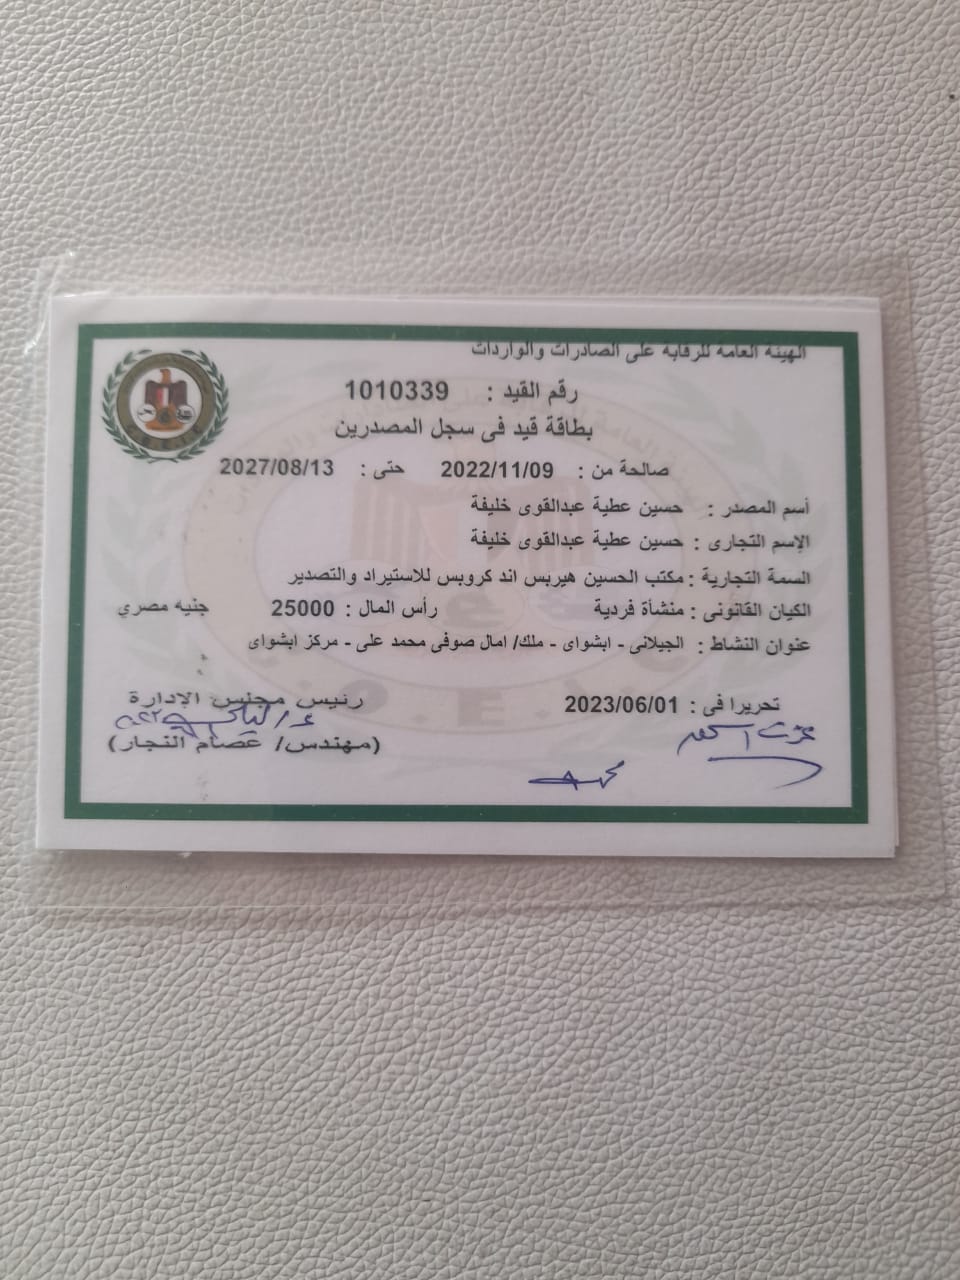 الهيئة العامة للرقابة على الصادرات والواردات
رقم القيد : 1010339
بطاقة قيد فى سجل المصدرين
صالحة من : 2022/11/09 حتى : 2027/08/13
أسم المصدر : حسين عطية عبدالقوى خليفة
الإسم التجارى : حسين عطية عبدالقوى خليفة
السمة التجارية : مكتب الحسين هيربس اند كروبس للاستيراد والتصدير
الكيان القانونى : منشأة فردية رأس المال : 25000 جنيه مصري
عنوان النشاط : الجيلانى - ابشواى - ملك/ امال صوفى محمد على - مركز ابشواى
تحريرا فى : 2023/06/01
رئيس مجلس الإدارة
(مهندس/ عصام النجار)